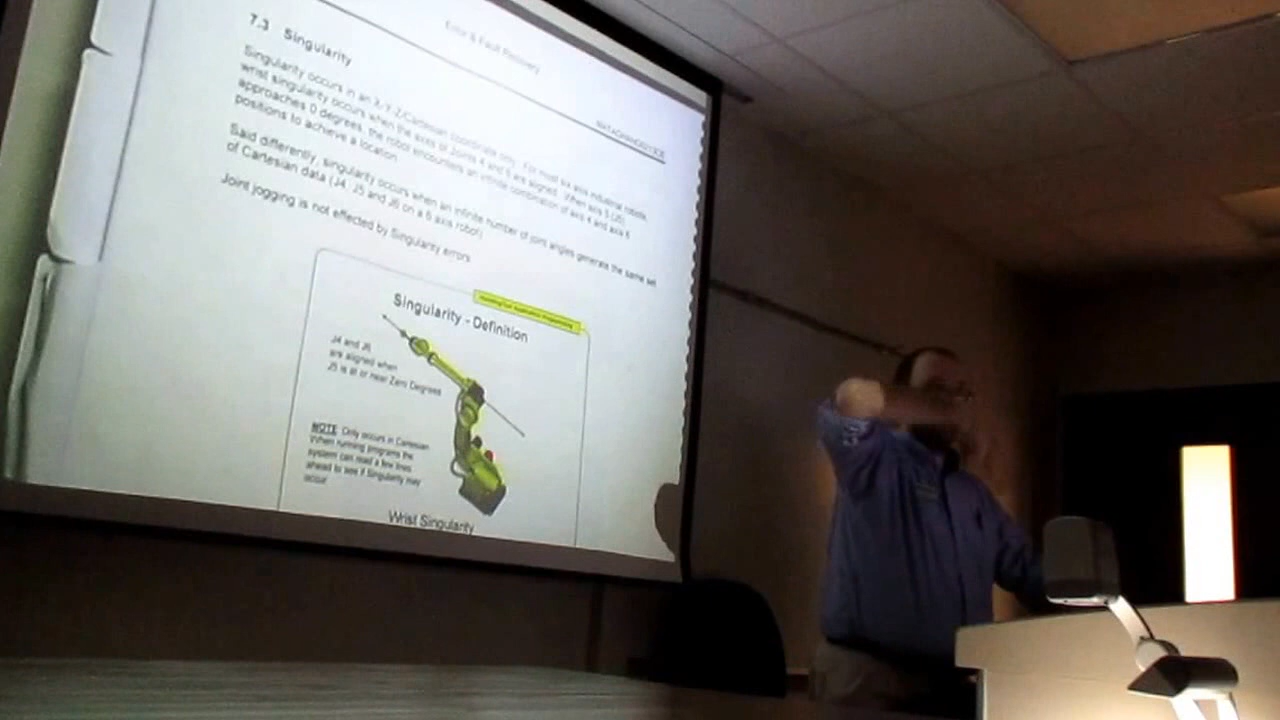 Error & Fault Recovery
7.3 Singularity
Singularity occurs in an X/Y/Z/Cartesian coordinate only. For most six axis industrial robots,
wrist singularity occurs when the axes of Joints 4 and 6 are aligned. When axis 5 (J5)
approaches 0 degrees, the robot encounters an infinite combination of axis 4 and axis 6
positions to achieve a location.
Said differently, singularity occurs when an infinite number of joint angles generate the same set
of Cartesian data (J4, J5 and J6 on a 6 axis robot)
Joint jogging is not effected by Singularity errors
Singularity - Definition
J4 and J6
are aligned when
J5 is at or near Zero Degrees
NOTE Only occurs in Cartesian
When running programs the
system can read a few lines
ahead to see if Singularity may
occur
Wrist Singularity